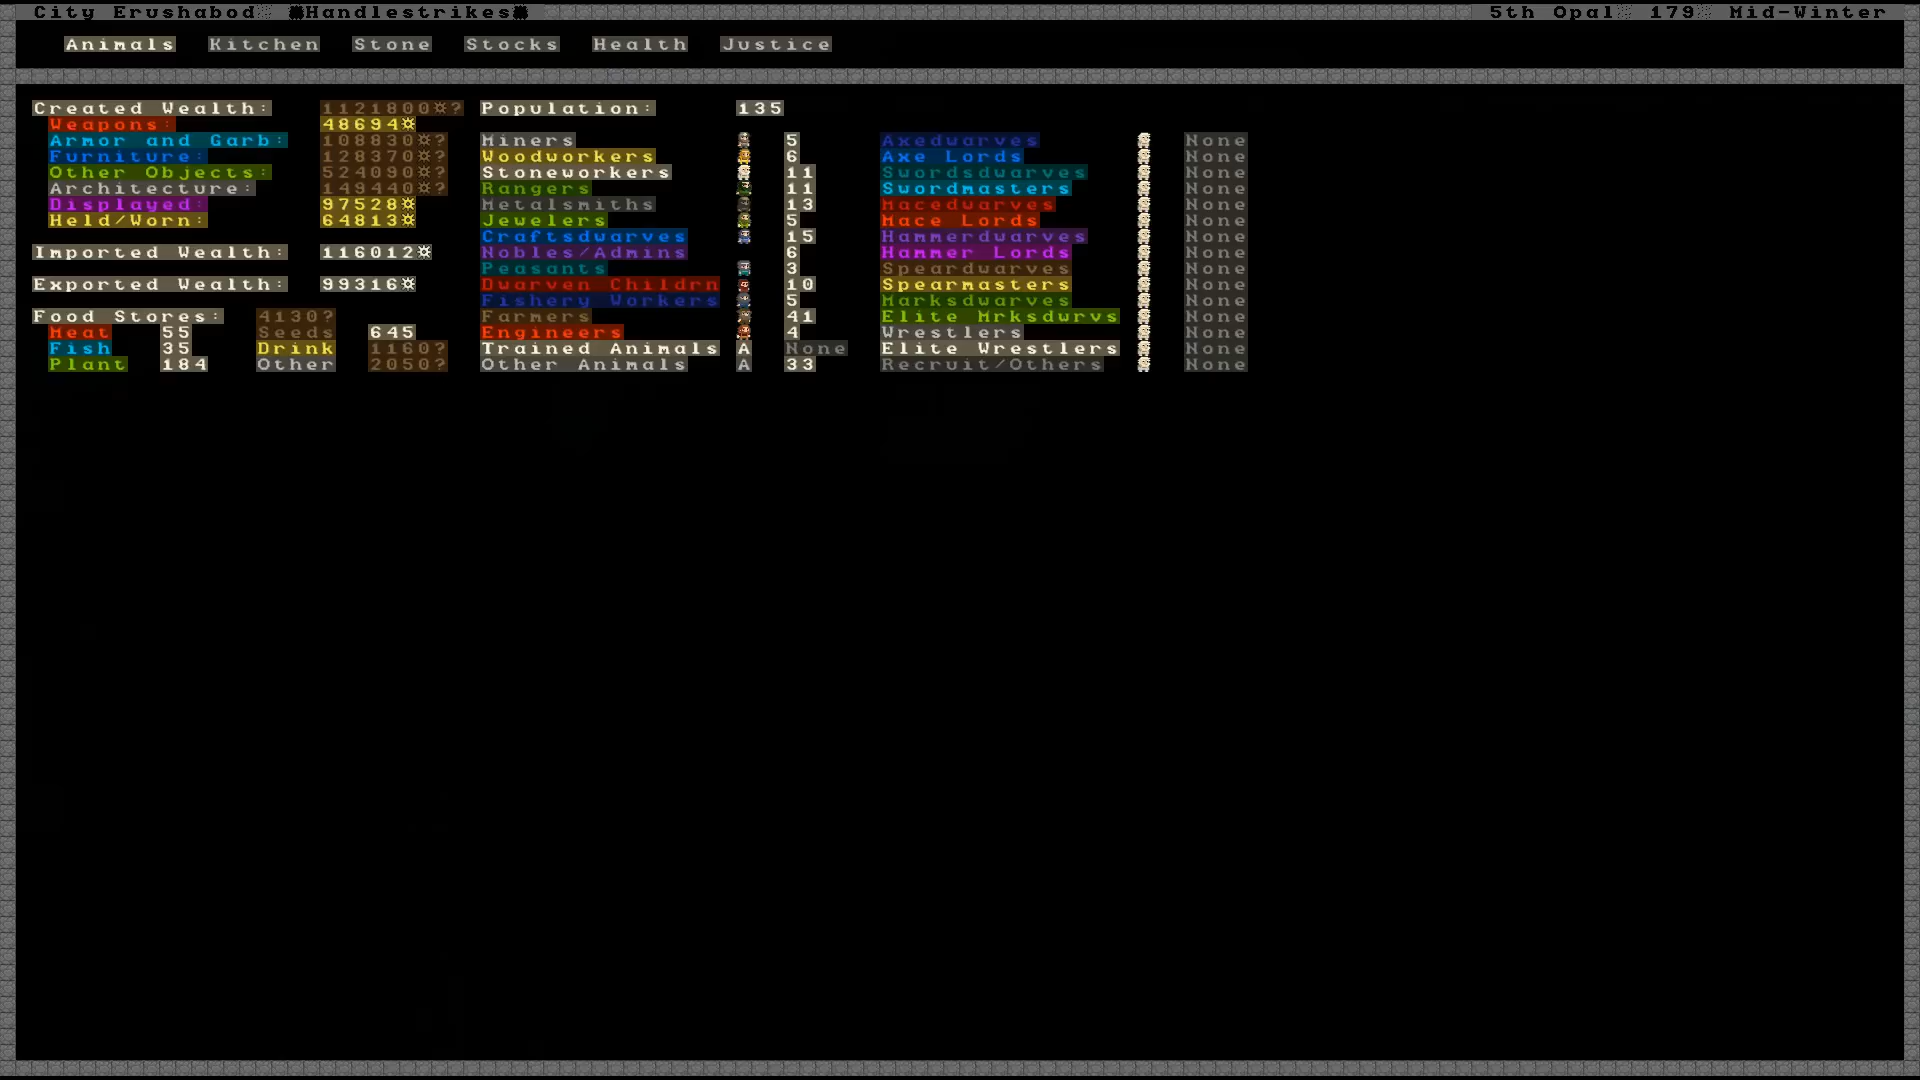 City Erushabod "Handlestrikes" 5th Opal 179 Mid-Winter
Animals Kitchen Stone Stocks Health Justice
Created Wealth: 1121800☼? Population: 135
Weapons: 48694☼
Armor and Garb: 108830☼? Miners 5 Axedwarves None
Furniture: 128370☼? Woodworkers 6 Axe Lords None
Other Objects: 524090☼? Stoneworkers 11 Swordsdwarves None
Architecture: 149440☼? Rangers 11 Swordmasters None
Displayed: 97528☼ Metalsmiths 13 Macedwarves None
Held/Worn: 64813☼ Jewelers 5 Mace Lords None
Craftsdwarves 15 Hammerdwarves None
Imported Wealth: 116012☼ Nobles/Admins 6 Hammer Lords None
Peasants 3 Speardwarves None
Exported Wealth: 99316☼ Dwarven Childrn 10 Spearmasters None
Fishery Workers 5 Marksdwarves None
Food Stores: 4130? Farmers 41 Elite Mrksdwrvs None
Meat 55 Seeds 645 Engineers 4 Wrestlers None
Fish 35 Drink 1160? Trained Animals A None Elite Wrestlers None
Plant 184 Other 2050? Other Animals A 33 Recruit/Others None